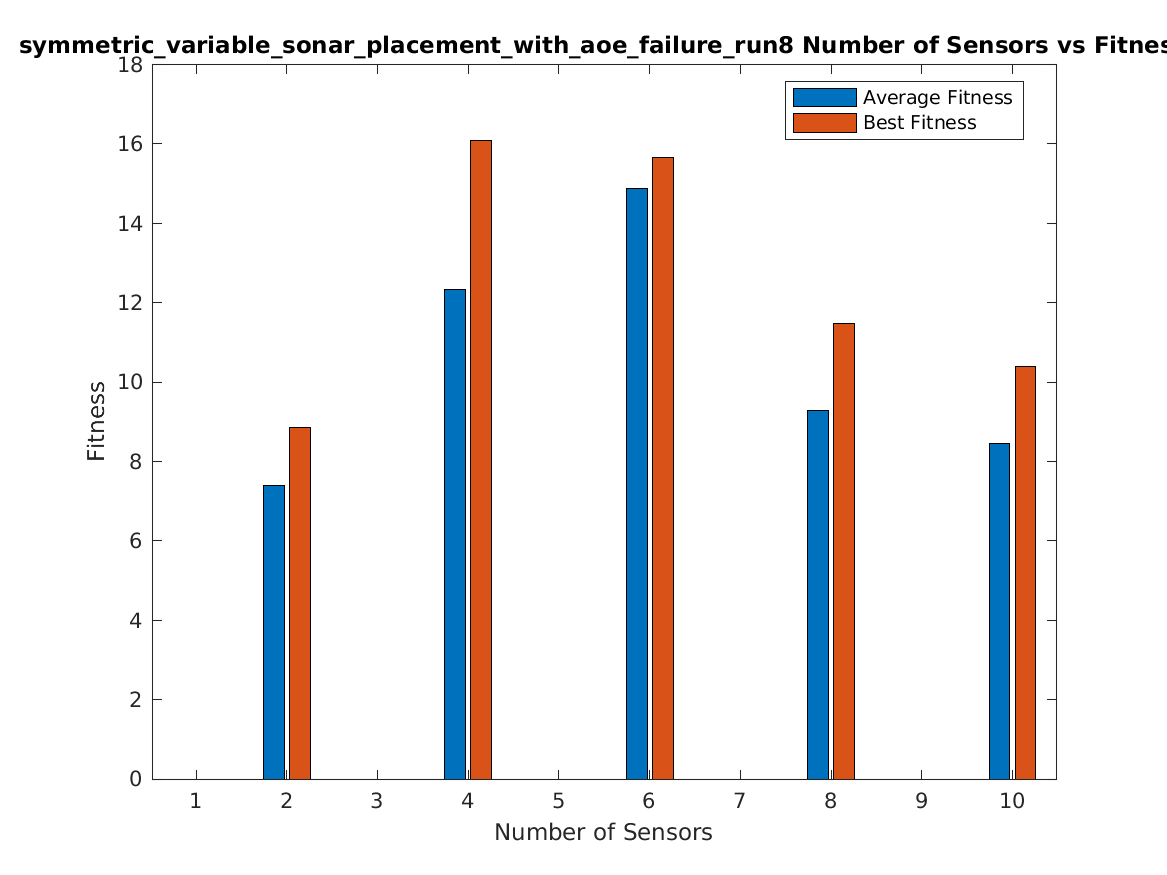 symmetric_variable_sonar_placement_with_aoe_failure_run8 Number of Sensors vs Fitnes
18
16
14
12
10
8
6
4
2
0
Fitness
Average Fitness
Best Fitness
1 2 3 4 5 6 7 8 9 10
Number of Sensors